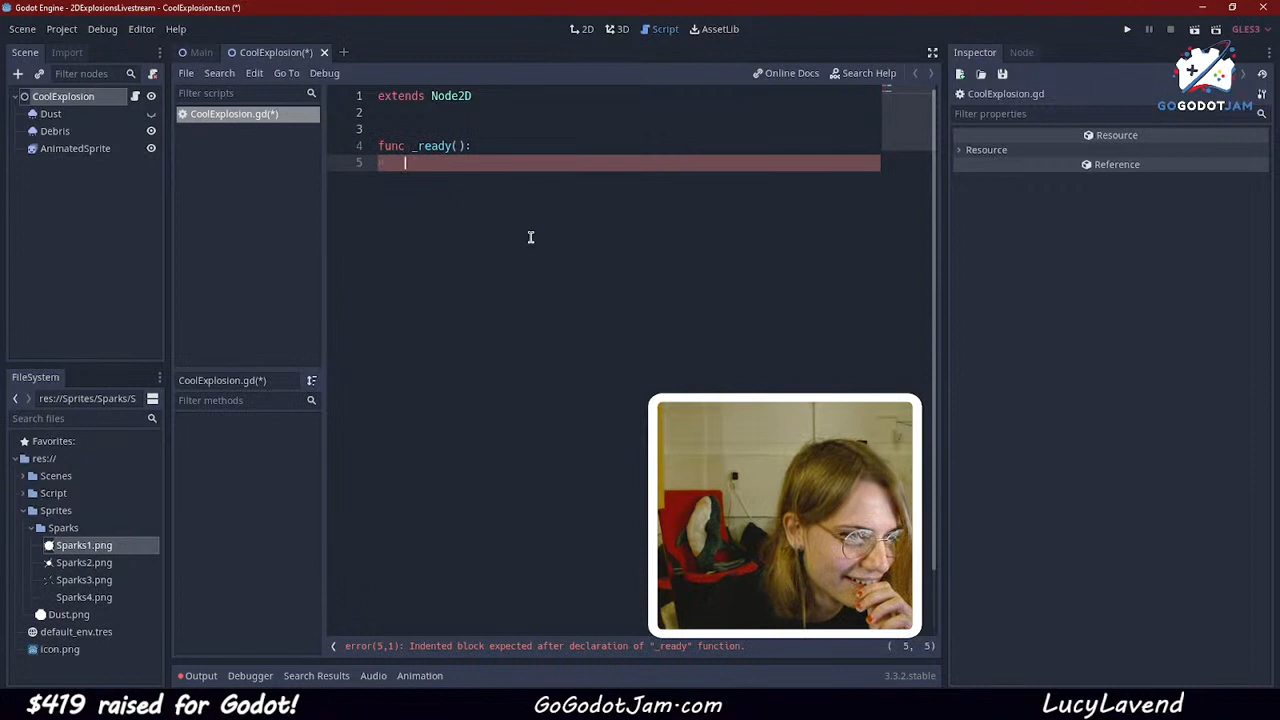 Godot Engine - 2DExplosionsLivestream - CoolExplosion.tscn (*)
Scene Project Debug Editor Help
2D 3D Script AssetLib
GLES3
Scene Import
Filter nodes
CoolExplosion
Dust
Debris
AnimatedSprite
Main CoolExplosion(*)
File Search Edit Go To Debug
Online Docs Search Help
Filter scripts
CoolExplosion.gd(*)
1 extends Node2D
2
3
4 func _ready():
5
CoolExplosion.gd(*)
Filter methods
error(5,1): Indented block expected after declaration of "_ready" function.
( 5, 5)
Output Debugger Search Results Audio Animation
3.3.2.stable
FileSystem
res://Sprites/Sparks/S
Search files
Favorites:
res://
Scenes
Script
Sprites
Sparks
Sparks1.png
Sparks2.png
Sparks3.png
Sparks4.png
Dust.png
default_env.tres
icon.png
Inspector Node
CoolExplosion.gd
Filter properties
Resource
Resource
Reference
GOGODOTJAM
$419 raised for Godot!
GoGodotJam.com
LucyLavend